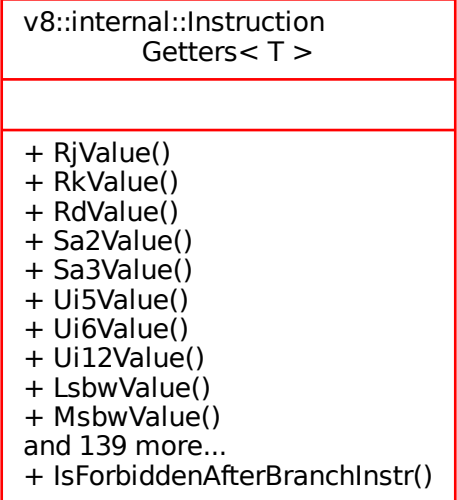 v8::internal::Instruction
Getters< T >
+ RjValue()
+ RkValue()
+ RdValue()
+ Sa2Value()
+ Sa3Value()
+ Ui5Value()
+ Ui6Value()
+ Ui12Value()
+ LsbwValue()
+ MsbwValue()
and 139 more...
+ IsForbiddenAfterBranchInstr()